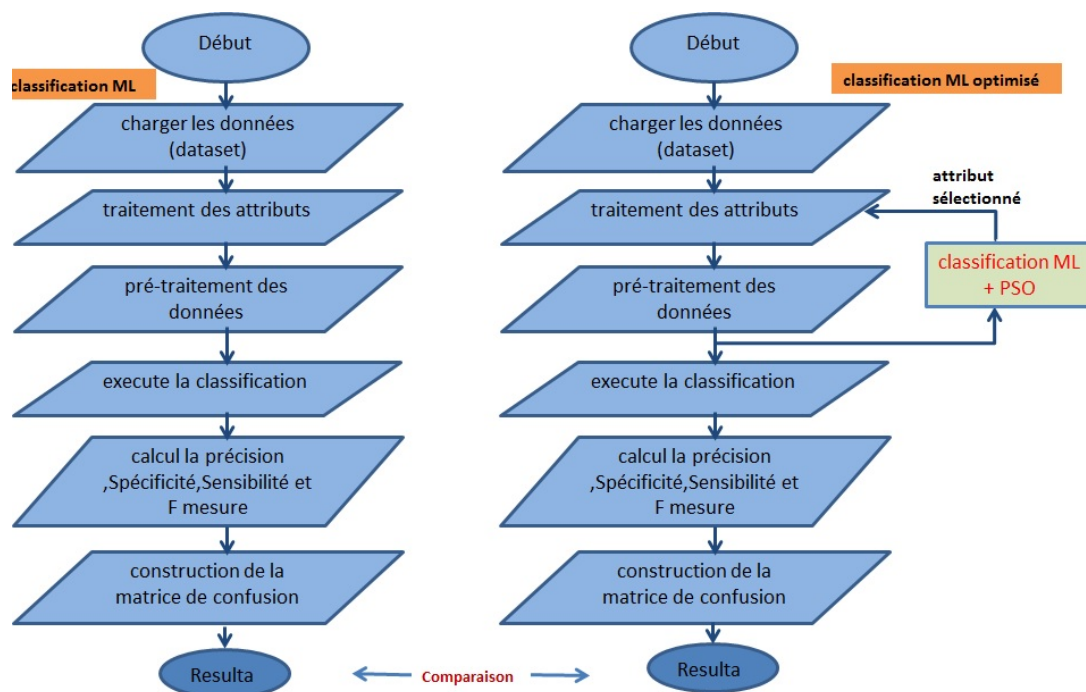 Début
classification ML
charger les données
(dataset)
traitement des attributs
pré-traitement des
données
execute la classification
calcul la précision
,Spécificité,Sensibilité et
F mesure
construction de la
matrice de confusion
Resulta
Comparaison
Début
classification ML optimisé
charger les données
(dataset)
traitement des attributs
attribut
sélectionné
classification ML
+ PSO
pré-traitement des
données
execute la classification
calcul la précision
,Spécificité,Sensibilité et
F mesure
construction de la
matrice de confusion
Resulta